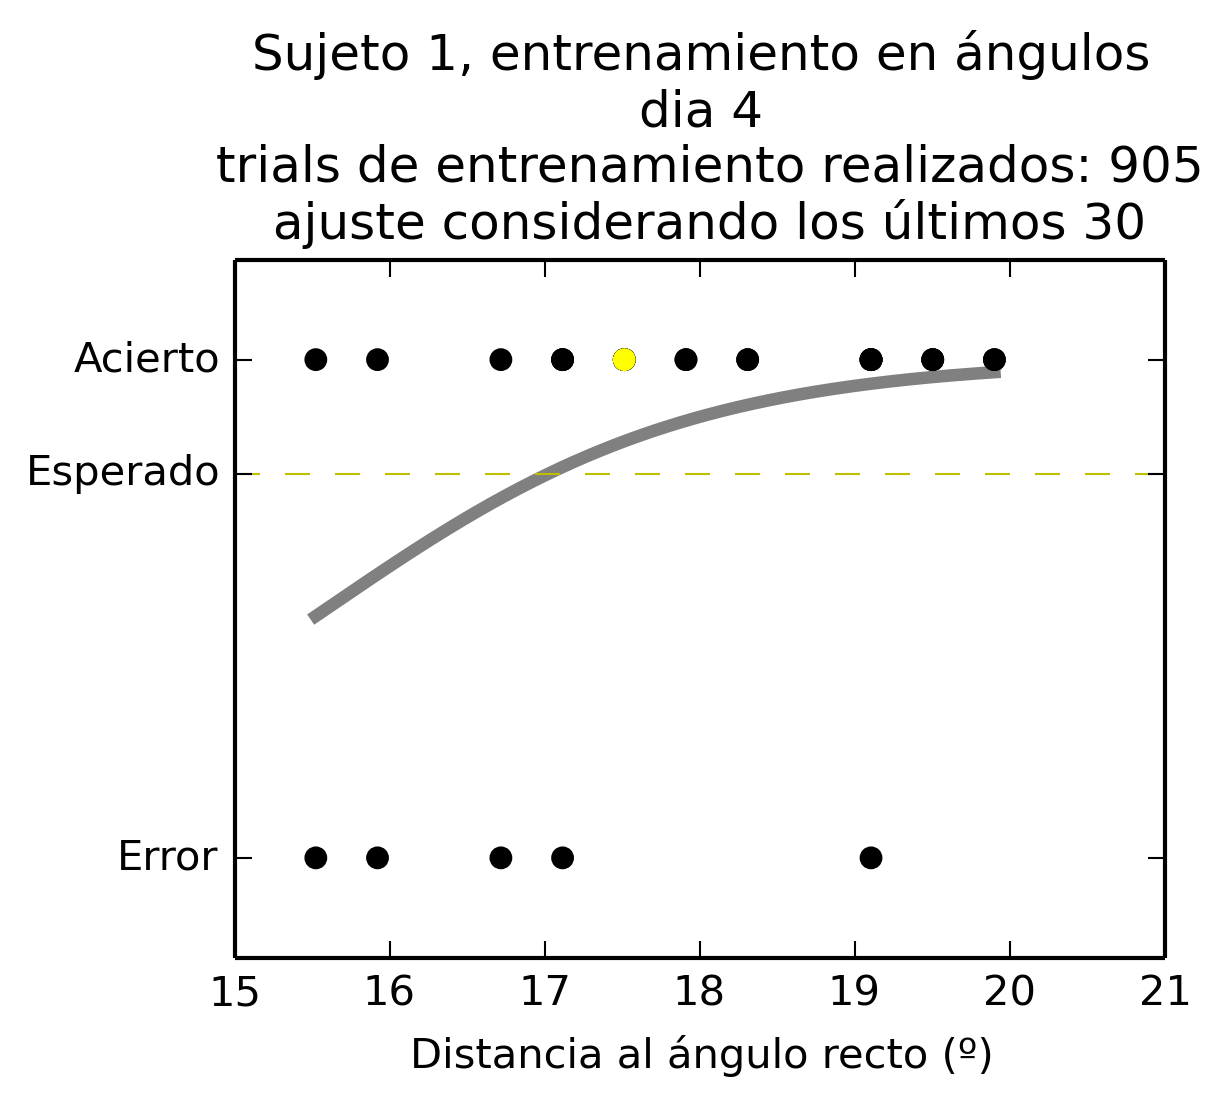 Sujeto 1, entrenamiento en ángulos
dia 4
trials de entrenamiento realizados: 905
ajuste considerando los últimos 30
Acierto
Esperado
Error
15 16 17 18 19 20 21
Distancia al ángulo recto (º)